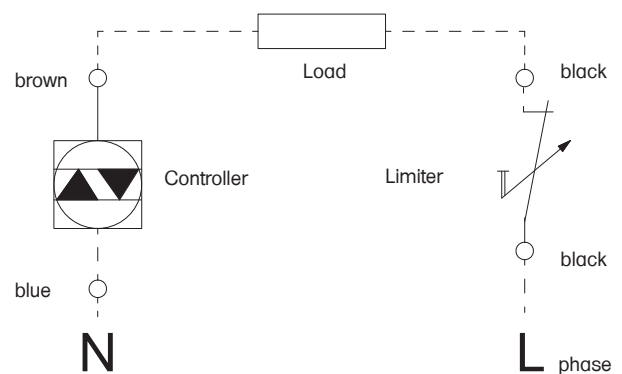 Load
brown
black
Controller
Limiter
blue
black
N
L phase